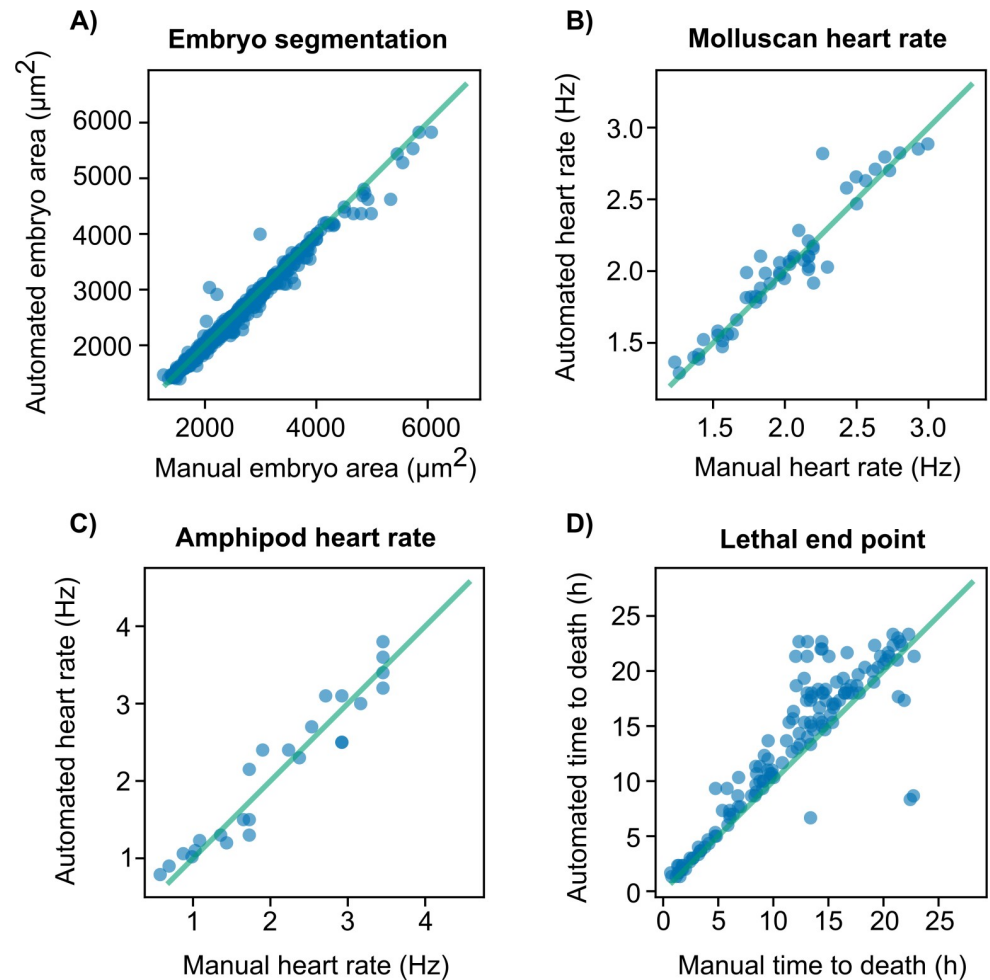 A)
Embryo segmentation
Automated embryo area (µm²)
6000
5000
4000
3000
2000
2000 4000 6000
Manual embryo area (µm²)
B)
Molluscan heart rate
Automated heart rate (Hz)
3.0
2.5
2.0
1.5
1.5 2.0 2.5 3.0
Manual heart rate (Hz)
C)
Amphipod heart rate
Automated heart rate (Hz)
4
3
2
1
1 2 3 4
Manual heart rate (Hz)
D)
Lethal end point
Automated time to death (h)
25
20
15
10
5
0
0 5 10 15 20 25
Manual time to death (h)